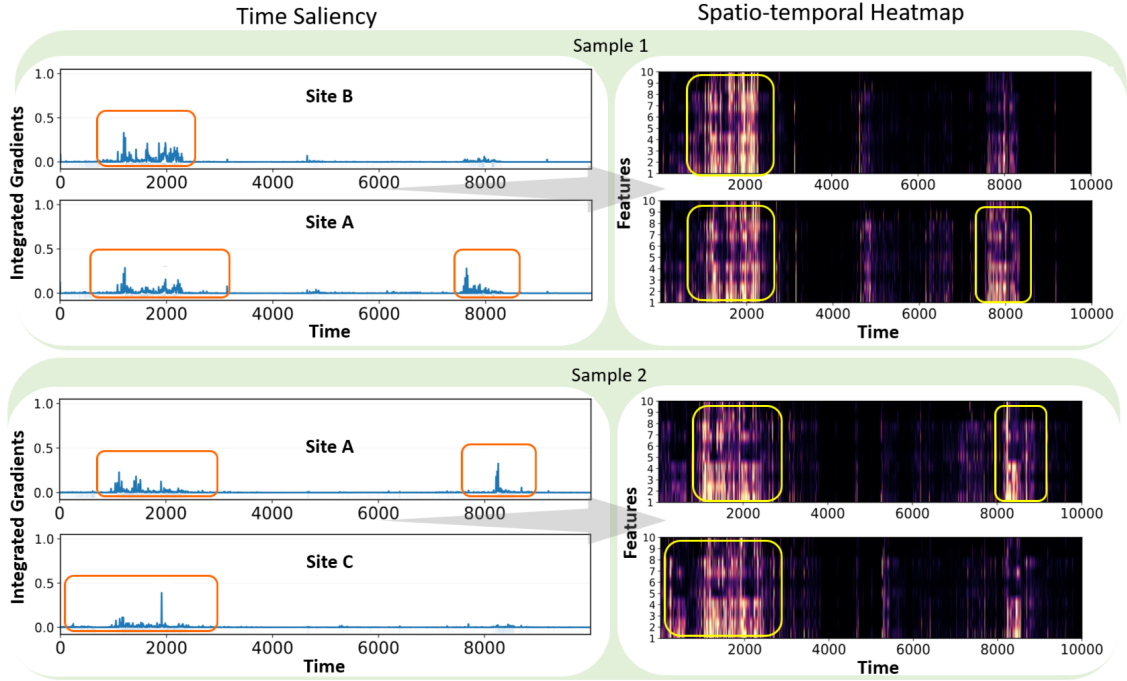 Time Saliency
Spatio-temporal Heatmap
Sample 1
Integrated Gradients
1.0
0.5
0.0
Site B
0 2000 4000 6000 8000
1.0
0.5
0.0
Site A
0 2000 4000 6000 8000
Time
Features
10
9
8
7
6
5
4
3
2
1
2000 4000 6000 8000 10000
10
9
8
7
6
5
4
3
2
1
2000 4000 6000 8000 10000
Time
Sample 2
Integrated Gradients
1.0
0.5
0.0
Site A
0 2000 4000 6000 8000
1.0
0.5
0.0
Site C
0 2000 4000 6000 8000
Time
Features
10
9
8
7
6
5
4
3
2
1
2000 4000 6000 8000 10000
10
9
8
7
6
5
4
3
2
1
2000 4000 6000 8000 10000
Time